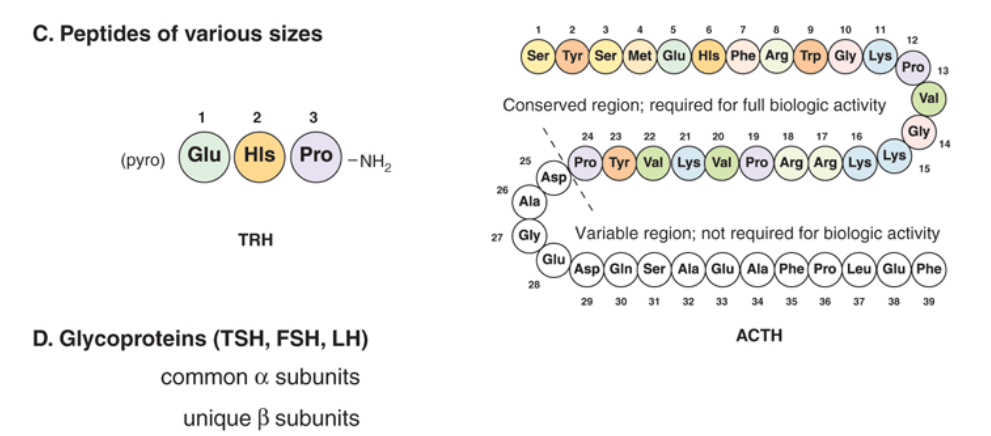 C. Peptides of various sizes
1 2 3
(pyro) Glu HIs Pro –NH2
TRH
1 2 3 4 5 6 7 8 9 10 11 12
Ser Tyr Ser Met Glu HIs Phe Arg Trp Gly Lys Pro
13
Val
Conserved region; required for full biologic activity
Gly
14
24 23 22 21 20 19 18 17 16
Pro Tyr Val Lys Val Pro Arg Arg Lys Lys
15
25
Asp
26
Ala
27 Gly
Variable region; not required for biologic activity
Glu
28
Asp Gln Ser Ala Glu Ala Phe Pro Leu Glu Phe
29 30 31 32 33 34 35 36 37 38 39
ACTH
D. Glycoproteins (TSH, FSH, LH)
common α subunits
unique β subunits